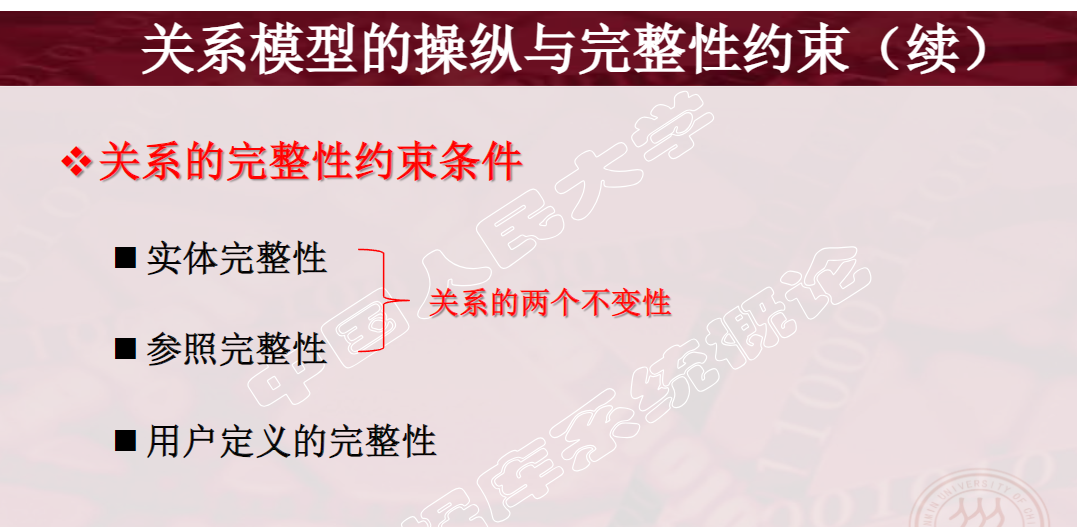 关系模型的操纵与完整性约束（续）
❖关系的完整性约束条件
■ 实体完整性
关系的两个不变性
■ 参照完整性
■ 用户定义的完整性
中国人民大学
库系统概论